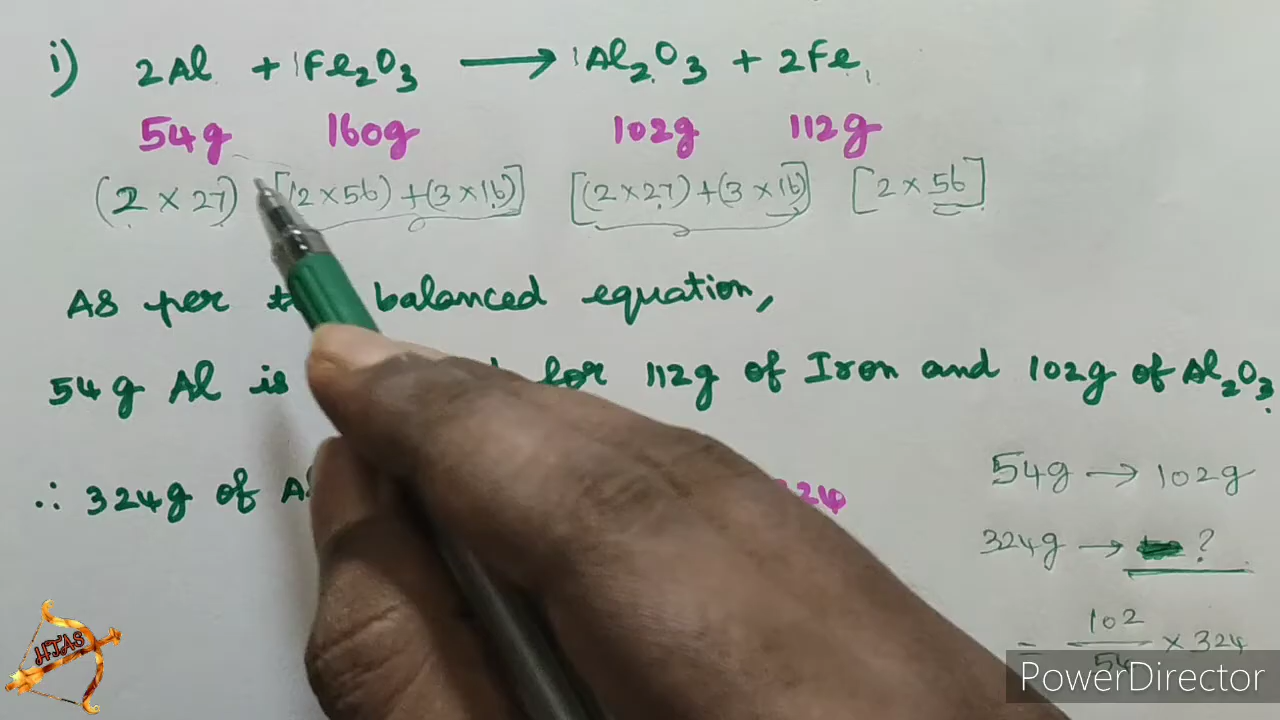 i) 2Al + 1Fe₂O₃ ⟶ 1Al₂O₃ + 2Fe
54g 160g 102g 112g
(2 × 27) [(2×56) + (3×16)] [(2×27) + (3×16)] [2×56]
As per balanced equation,
54g Al is for 112g of Iron and 102g of Al₂O₃
54g → 102g
∴ 324g of 324
324g → ?
= 102/54 × 324
HTAS
PowerDirector